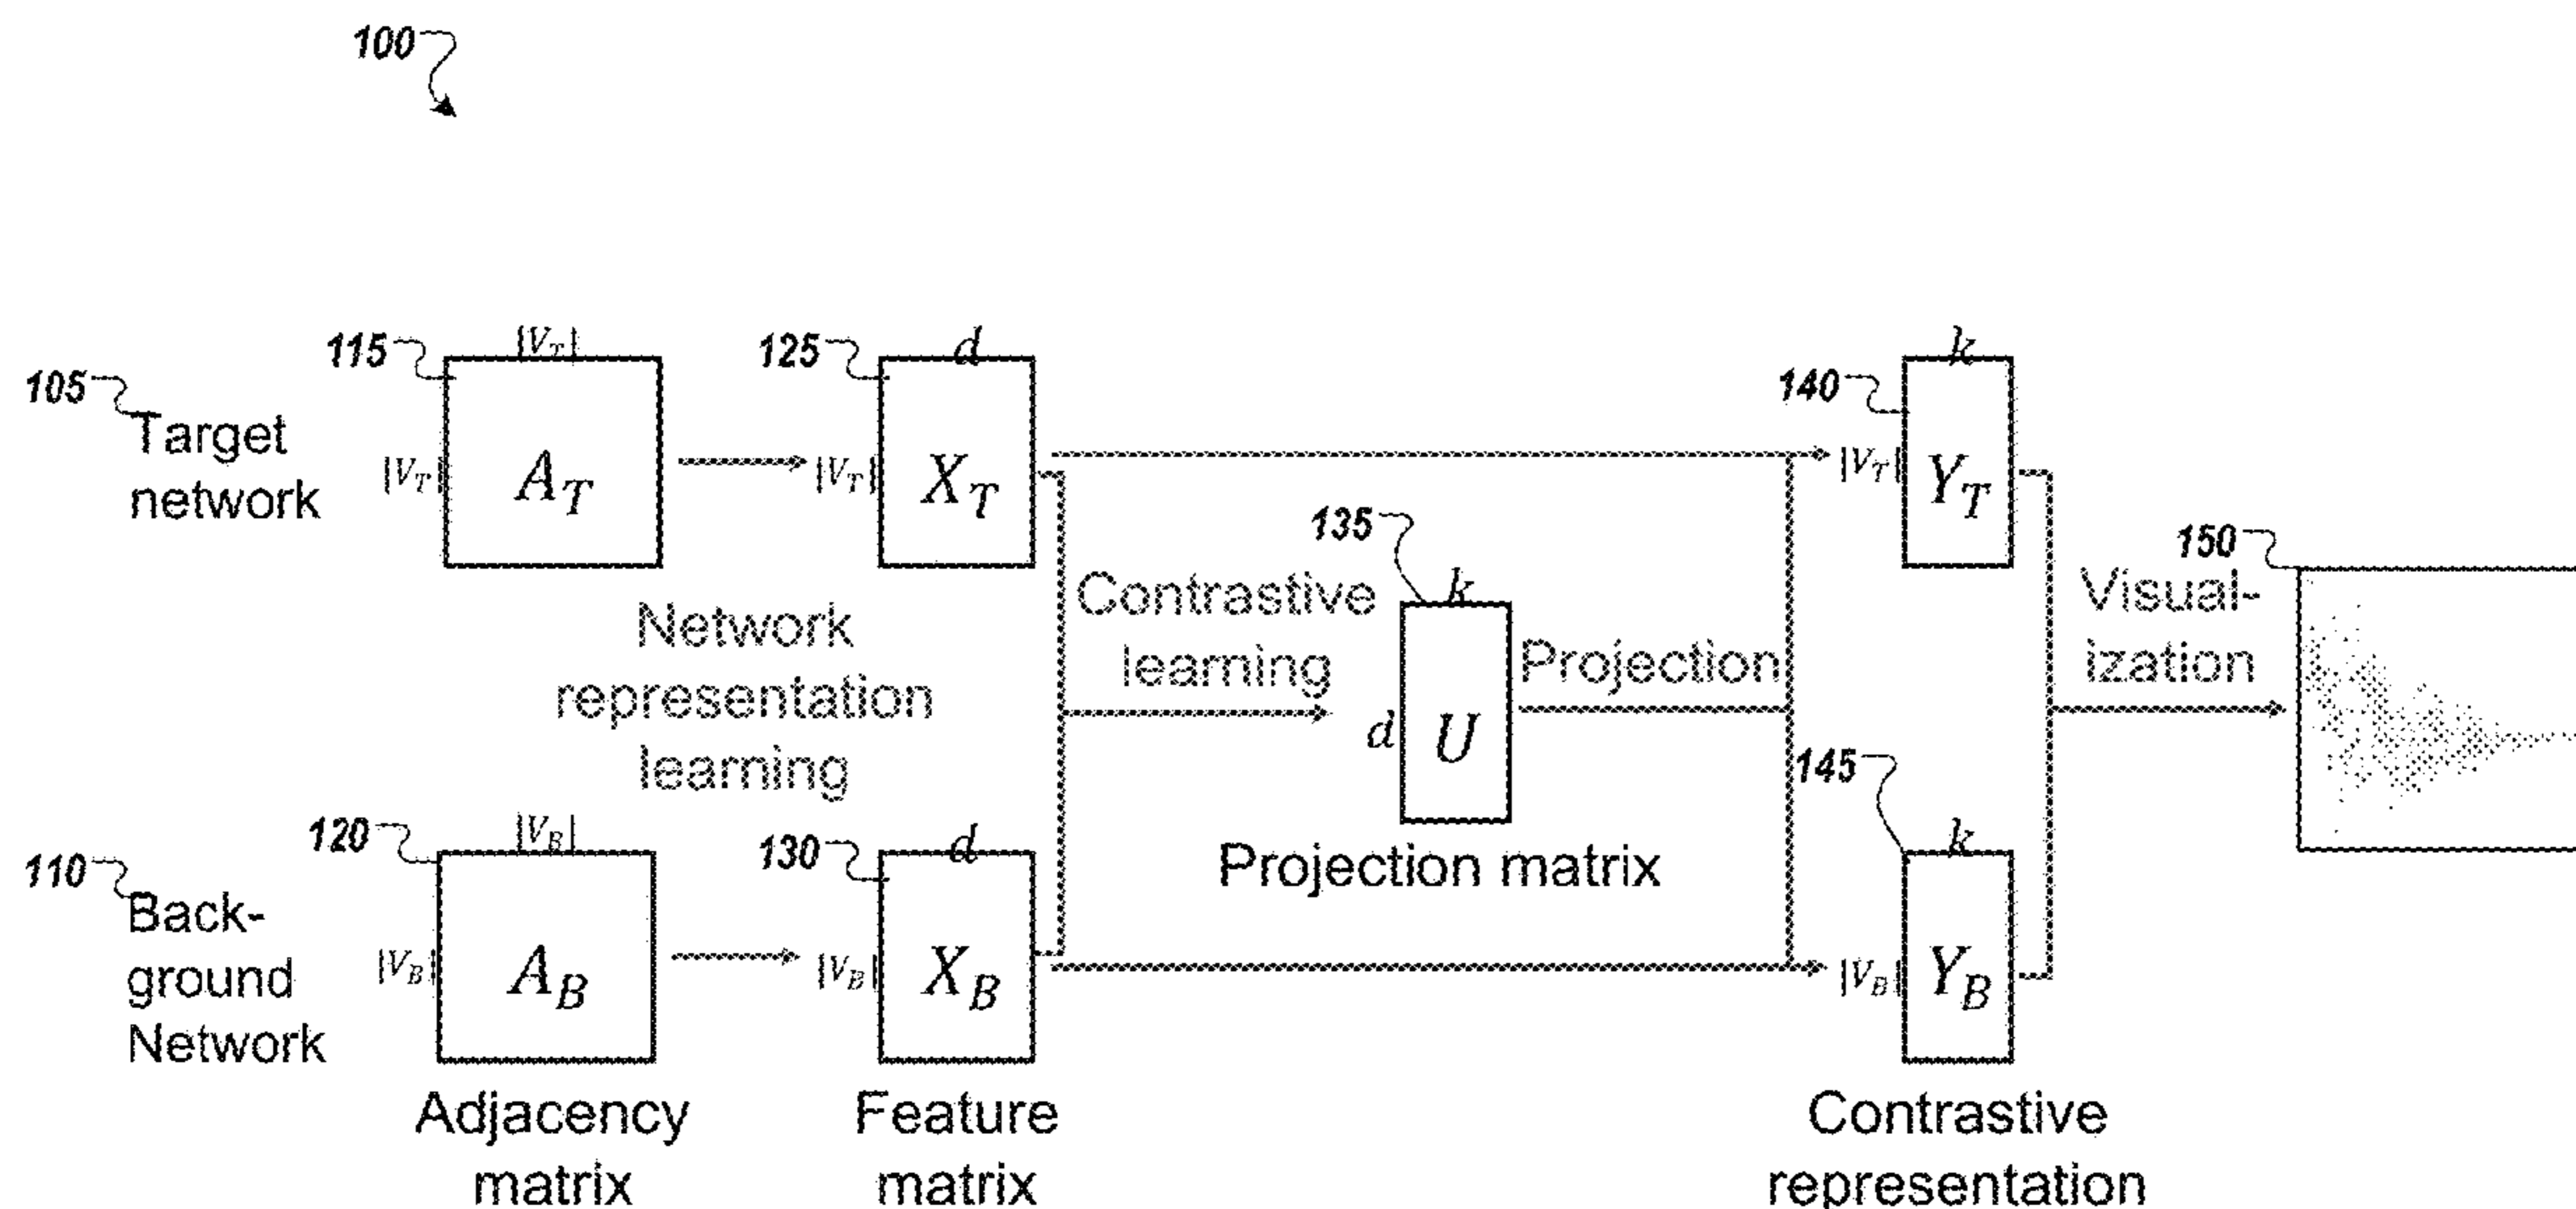 100
105
Target
network
115
|V_T|
|V_T|
A_T
125
d
|V_T|
X_T
Network
representation
learning
110
Back-
ground
Network
120
|V_B|
|V_B|
A_B
130
d
|V_B|
X_B
Adjacency
matrix
Feature
matrix
Contrastive
learning
135
k
d
U
Projection matrix
Projection
140
k
|V_T|
Y_T
145
k
|V_B|
Y_B
Contrastive
representation
Visual-
ization
150